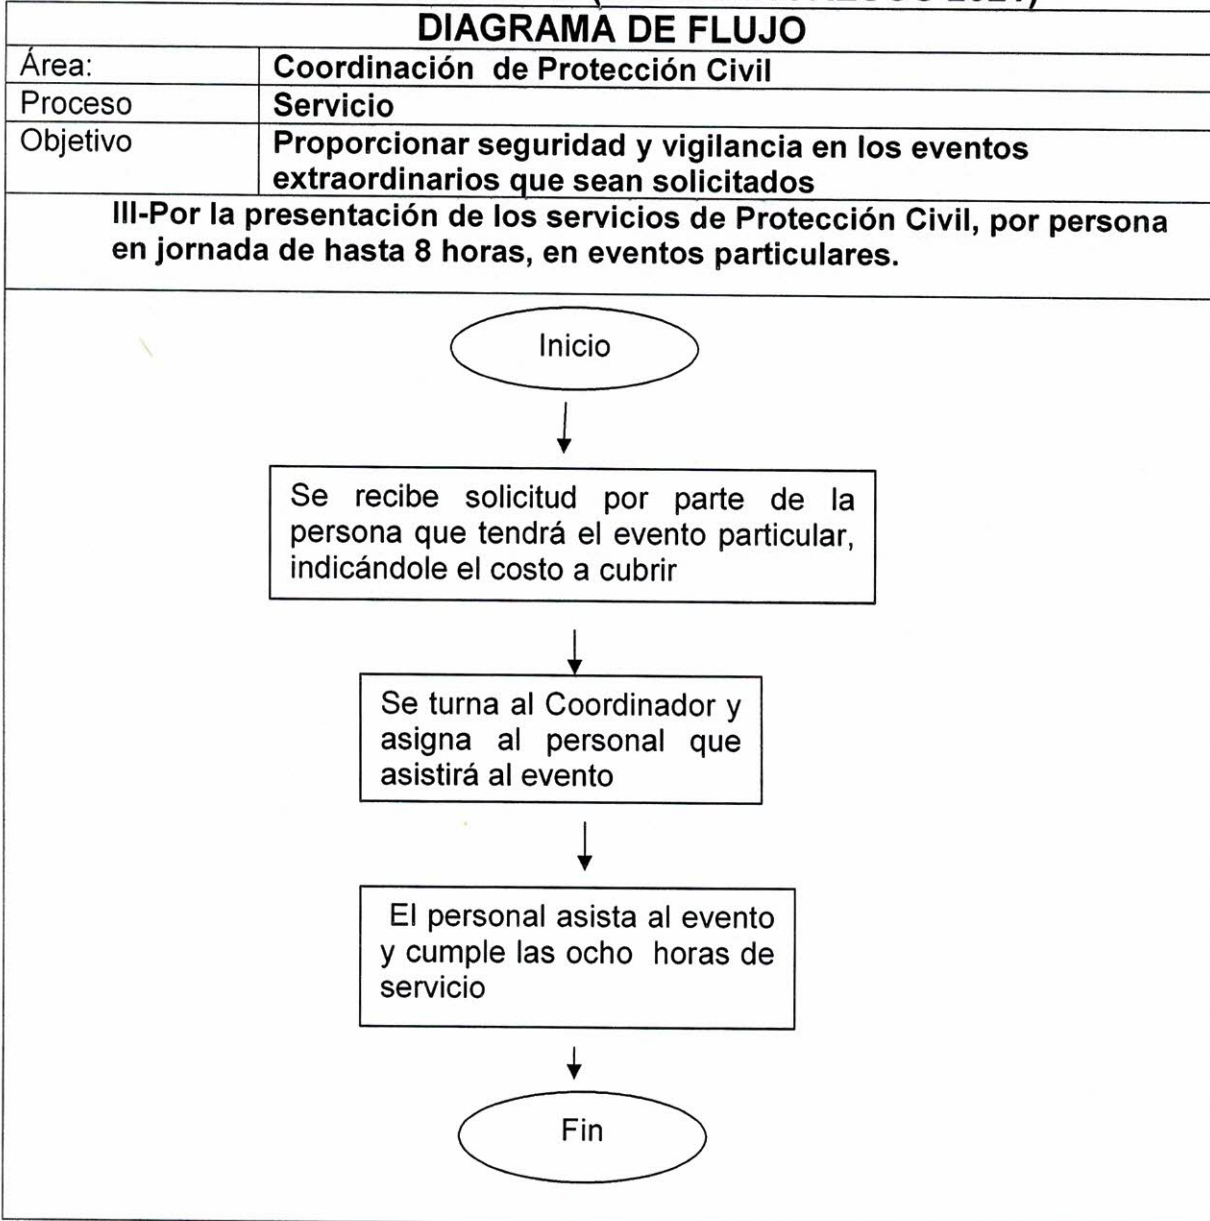 DIAGRAMA DE FLUJO
Área: Coordinación de Protección Civil
Proceso Servicio
Objetivo Proporcionar seguridad y vigilancia en los eventos
extraordinarios que sean solicitados
III-Por la presentación de los servicios de Protección Civil, por persona
en jornada de hasta 8 horas, en eventos particulares.
Inicio
Se recibe solicitud por parte de la
persona que tendrá el evento particular,
indicándole el costo a cubrir
Se turna al Coordinador y
asigna al personal que
asistirá al evento
El personal asista al evento
y cumple las ocho horas de
servicio
Fin